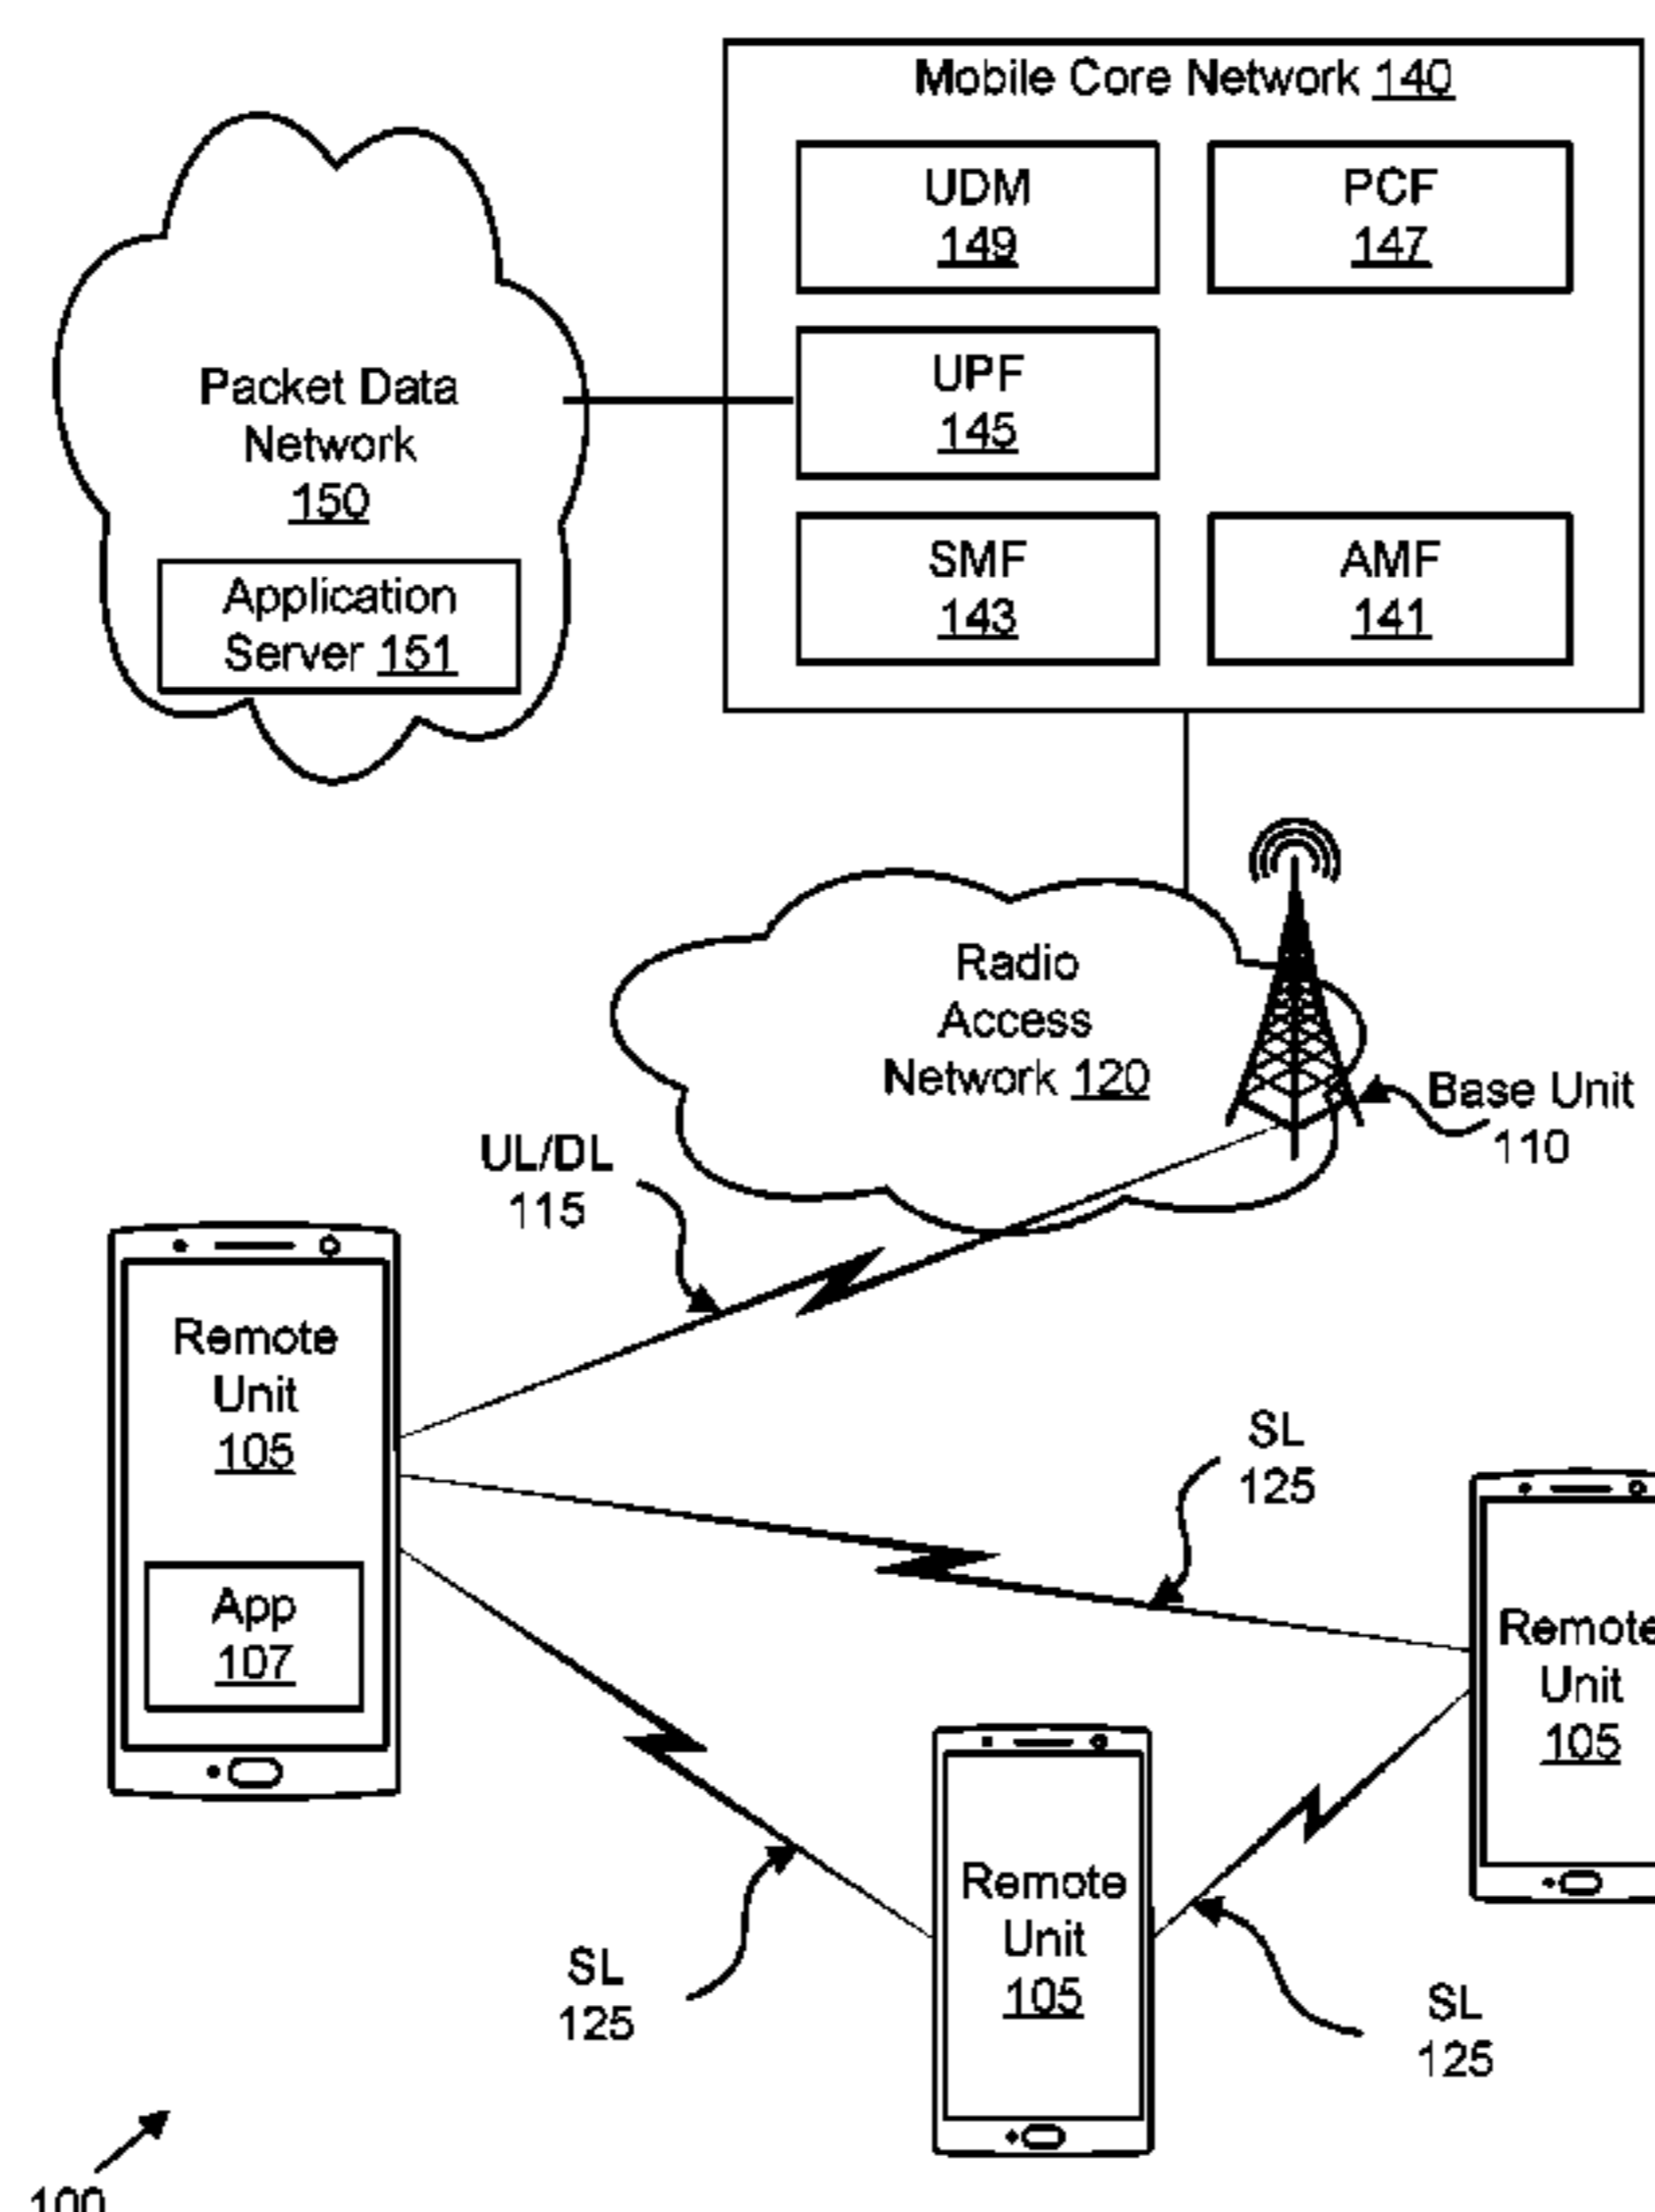 Mobile Core Network 140
UDM
149
PCF
147
UPF
145
SMF
143
AMF
141
Packet Data
Network
150
Application
Server 151
Radio
Access
Network 120
Base Unit
110
UL/DL
115
Remote
Unit
105
App
107
SL
125
Remote
Unit
105
Remote
Unit
105
SL
125
SL
125
100